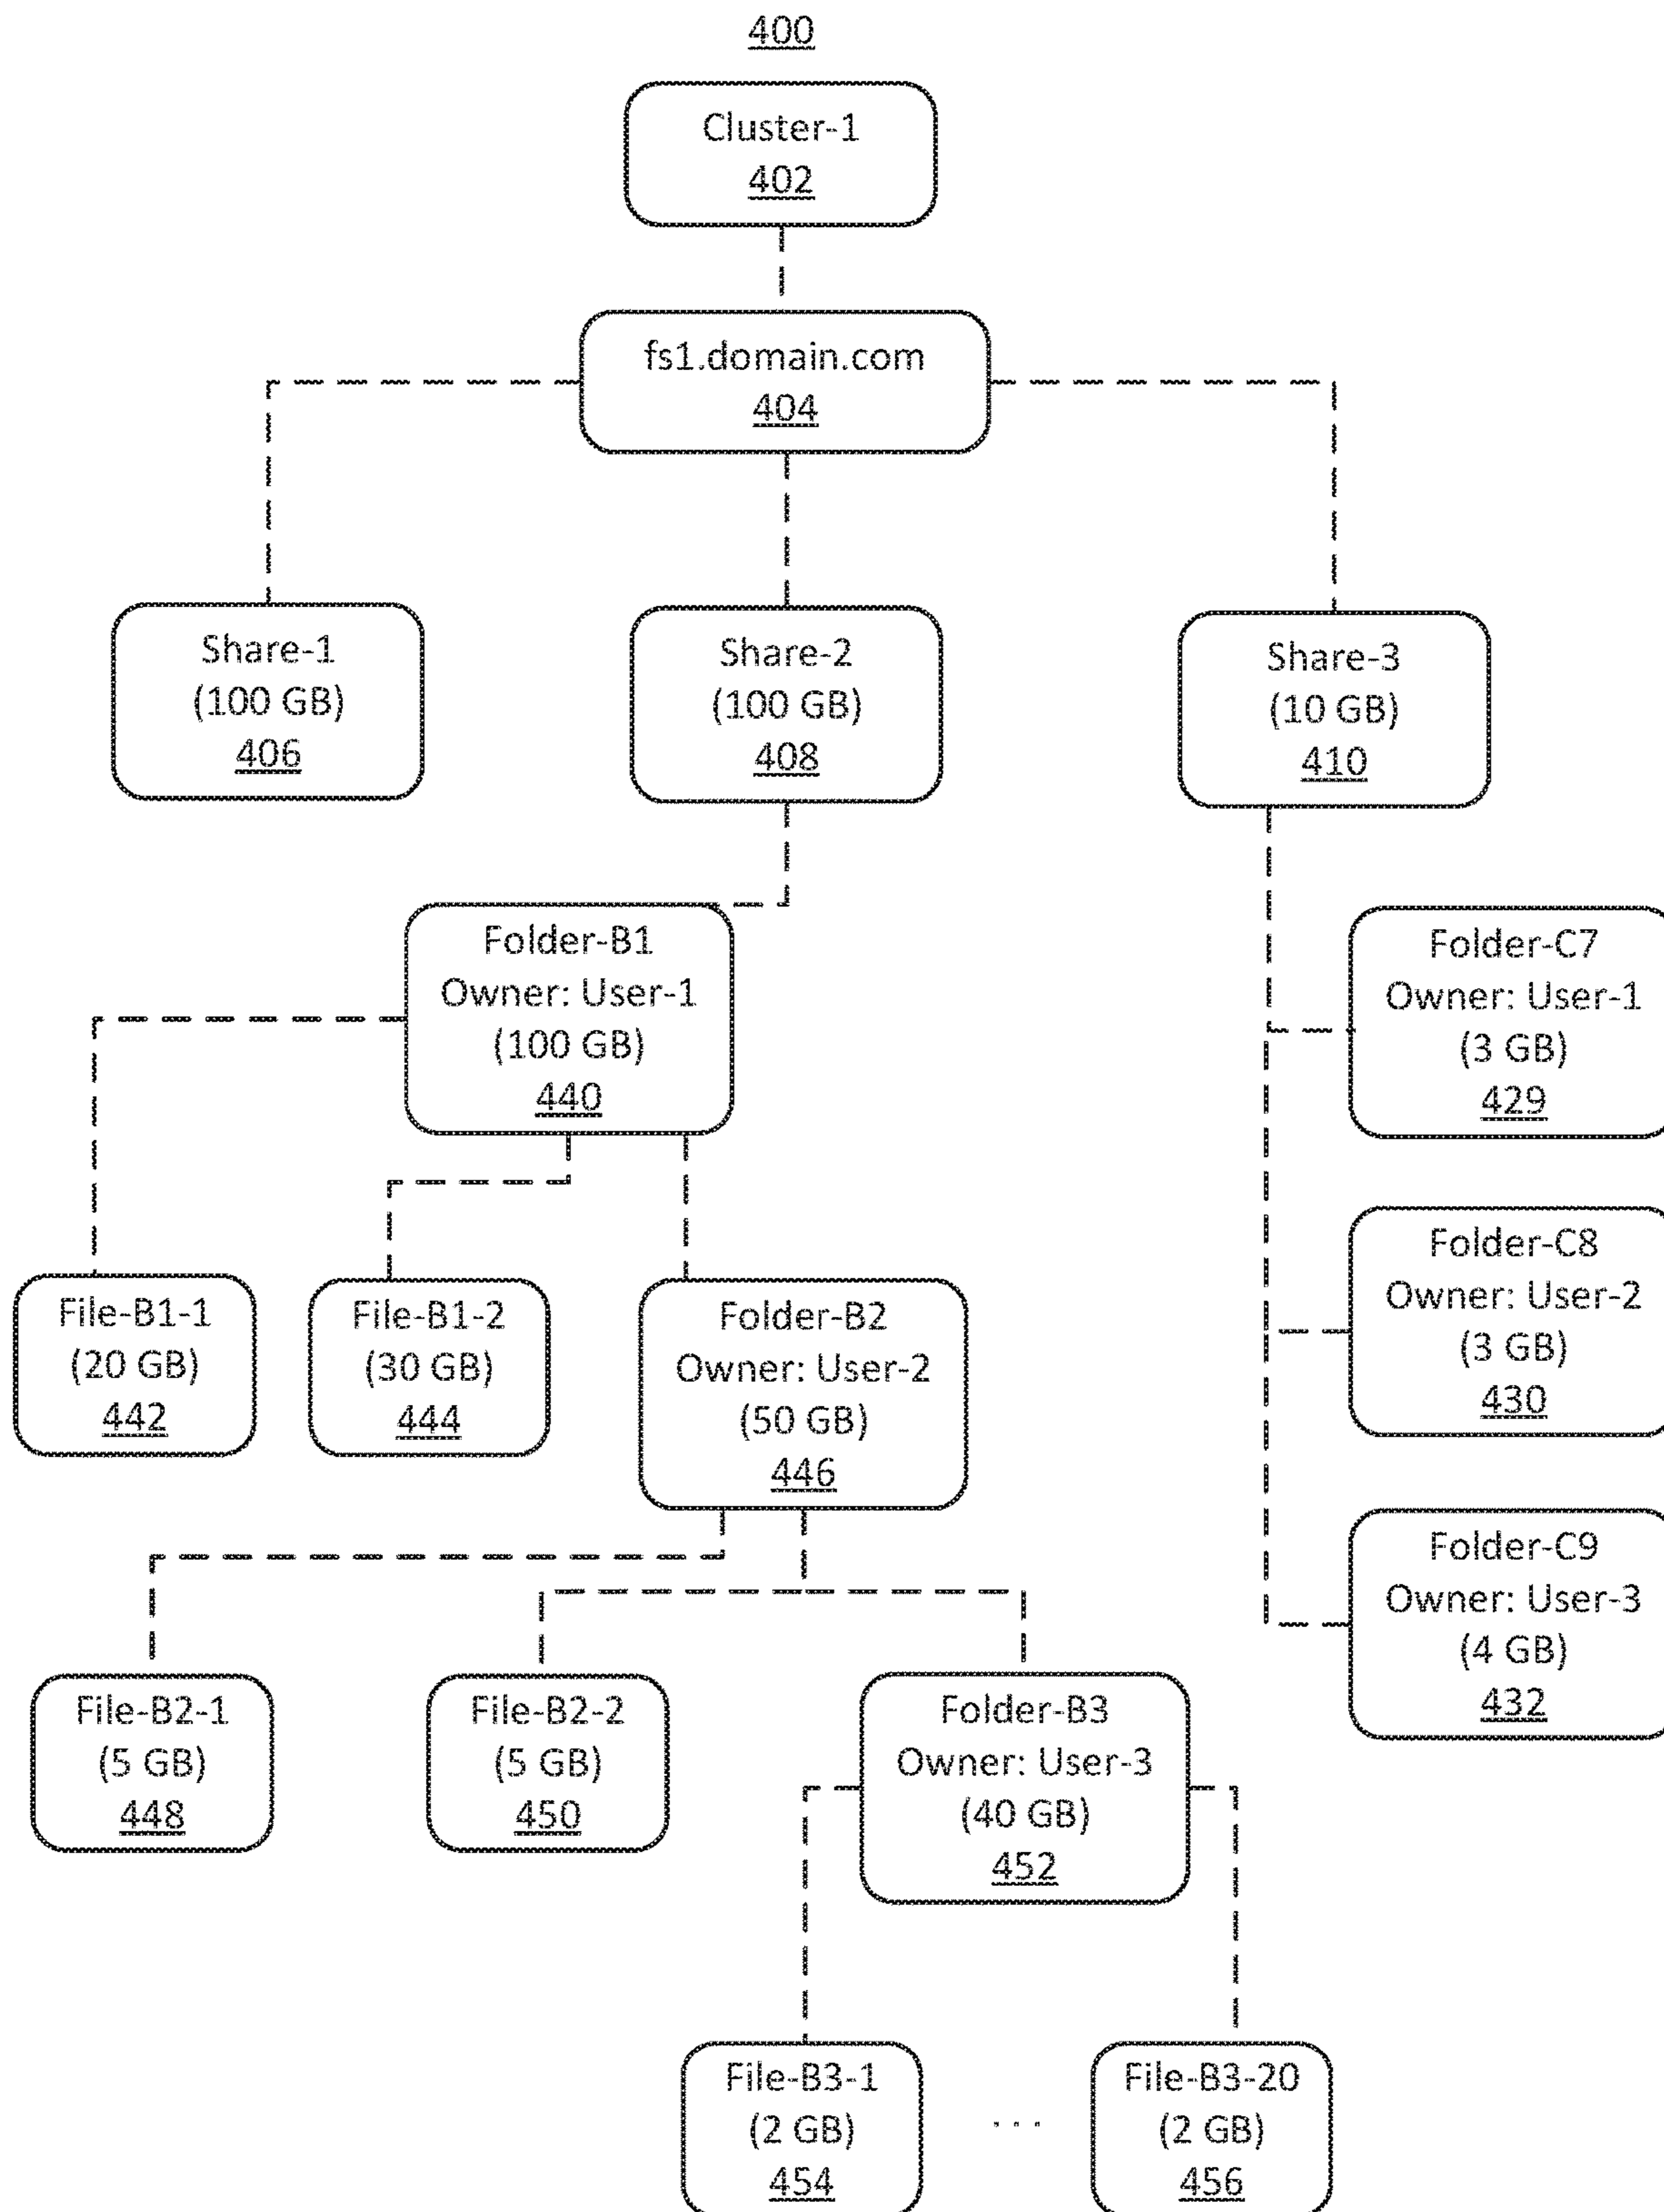 400
Cluster-1
402
fs1.domain.com
404
Share-1
(100 GB)
406
Share-2
(100 GB)
408
Share-3
(10 GB)
410
Folder-B1
Owner: User-1
(100 GB)
440
Folder-C7
Owner: User-1
(3 GB)
429
File-B1-1
(20 GB)
442
File-B1-2
(30 GB)
444
Folder-B2
Owner: User-2
(50 GB)
446
Folder-C8
Owner: User-2
(3 GB)
430
Folder-C9
Owner: User-3
(4 GB)
432
File-B2-1
(5 GB)
448
File-B2-2
(5 GB)
450
Folder-B3
Owner: User-3
(40 GB)
452
File-B3-1
(2 GB)
454
...
File-B3-20
(2 GB)
456